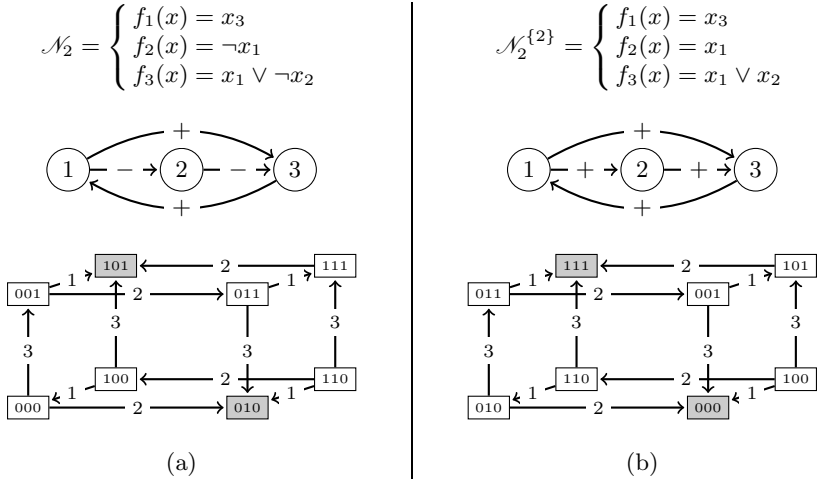 𝒩₂ = { f₁(x) = x₃
f₂(x) = ¬x₁
f₃(x) = x₁ ∨ ¬x₂
+
1 − 2 − 3
+
101 2 111
001 1 2 011 1
3 3 3 3
100 2 110
000 1 2 010 1
(a)
𝒩₂^{2} = { f₁(x) = x₃
f₂(x) = x₁
f₃(x) = x₁ ∨ x₂
+
1 + 2 + 3
+
111 2 101
011 1 2 001 1
3 3 3 3
110 2 100
010 1 2 000 1
(b)